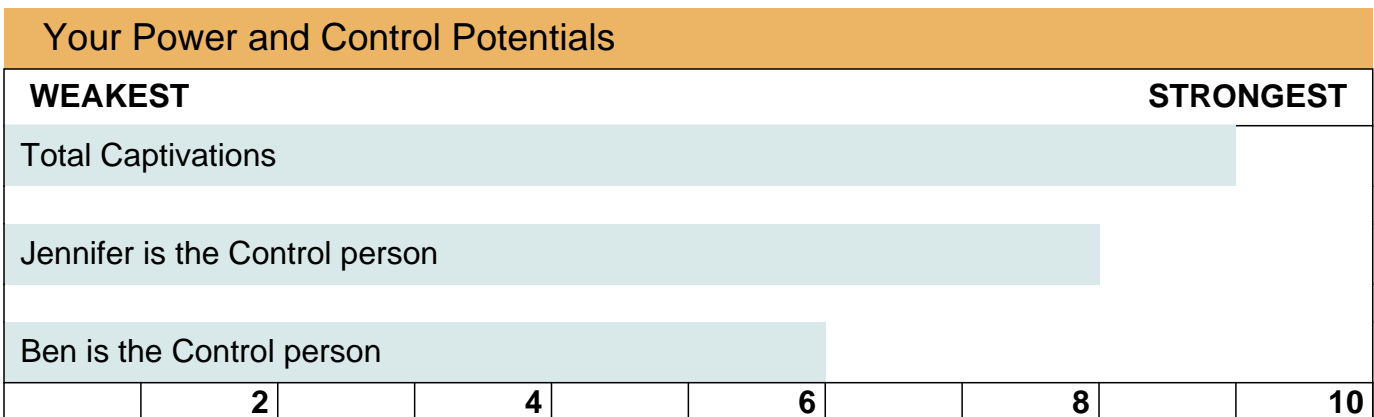 Your Power and Control Potentials
WEAKEST STRONGEST
Total Captivations
Jennifer is the Control person
Ben is the Control person
2 4 6 8 10